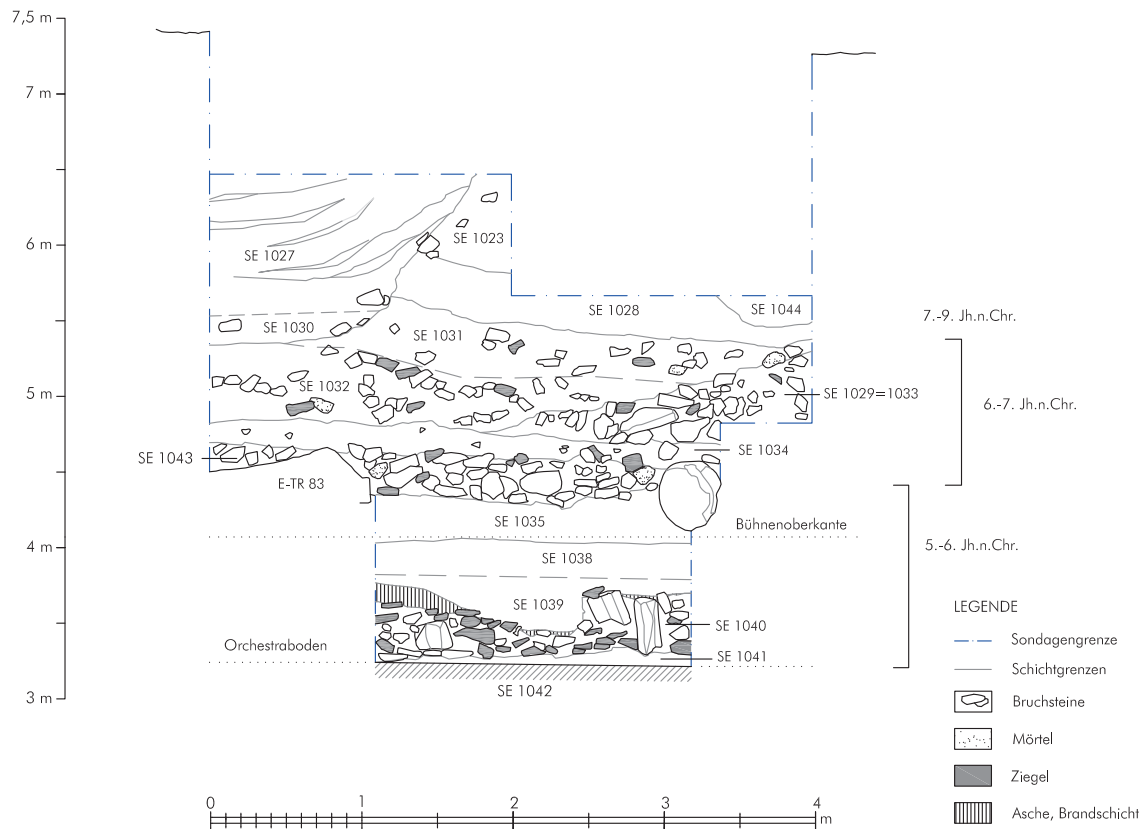 7,5 m
7 m
6 m
SE 1023
SE 1027
SE 1028
SE 1044
7.-9. Jh.n.Chr.
SE 1030
SE 1031
SE 1032
5 m
SE 1029=1033
6.-7. Jh.n.Chr.
SE 1043
SE 1034
E-TR 83
SE 1035
Bühnenoberkante
4 m
SE 1038
5.-6. Jh.n.Chr.
SE 1039
LEGENDE
SE 1040
Orchestraboden
Sondagengrenze
SE 1041
Schichtgrenzen
SE 1042
3 m
Bruchsteine
Mörtel
Ziegel
0 1 2 3 4
m
Asche, Brandschicht